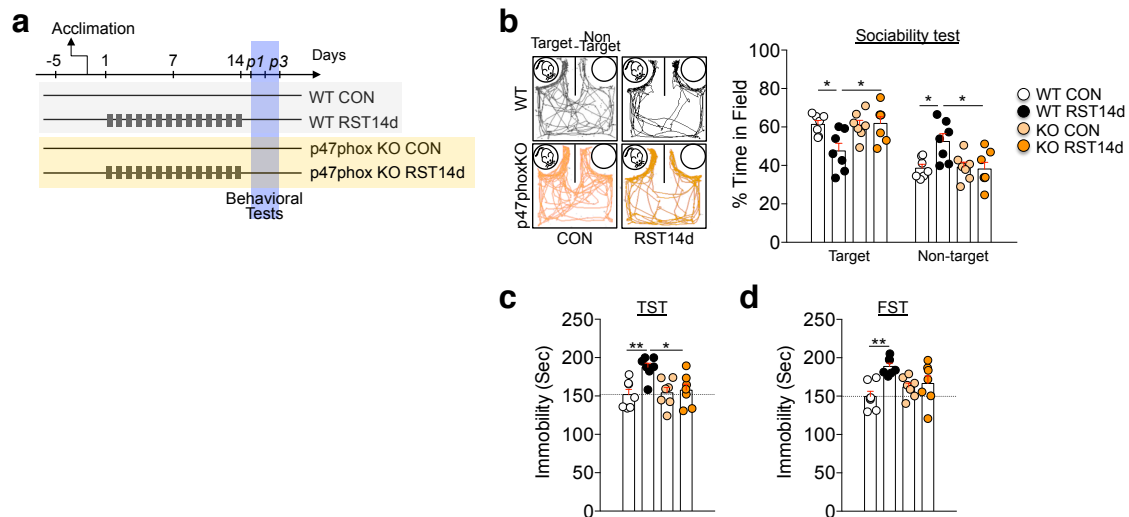 a
Acclimation
-5 1 7 14 p1 p3 Days
WT CON
WT RST14d
p47phox KO CON
p47phox KO RST14d
Behavioral
Tests
b
Target Non
-Target
WT
p47phoxKO
CON RST14d
Sociability test
% Time in Field
100
80
60
40
20
0
* * * *
Target Non-target
WT CON
WT RST14d
KO CON
KO RST14d
c
TST
Immobility (Sec)
250
200
150
100
50
0
** *
d
FST
Immobility (Sec)
250
200
150
100
50
0
**